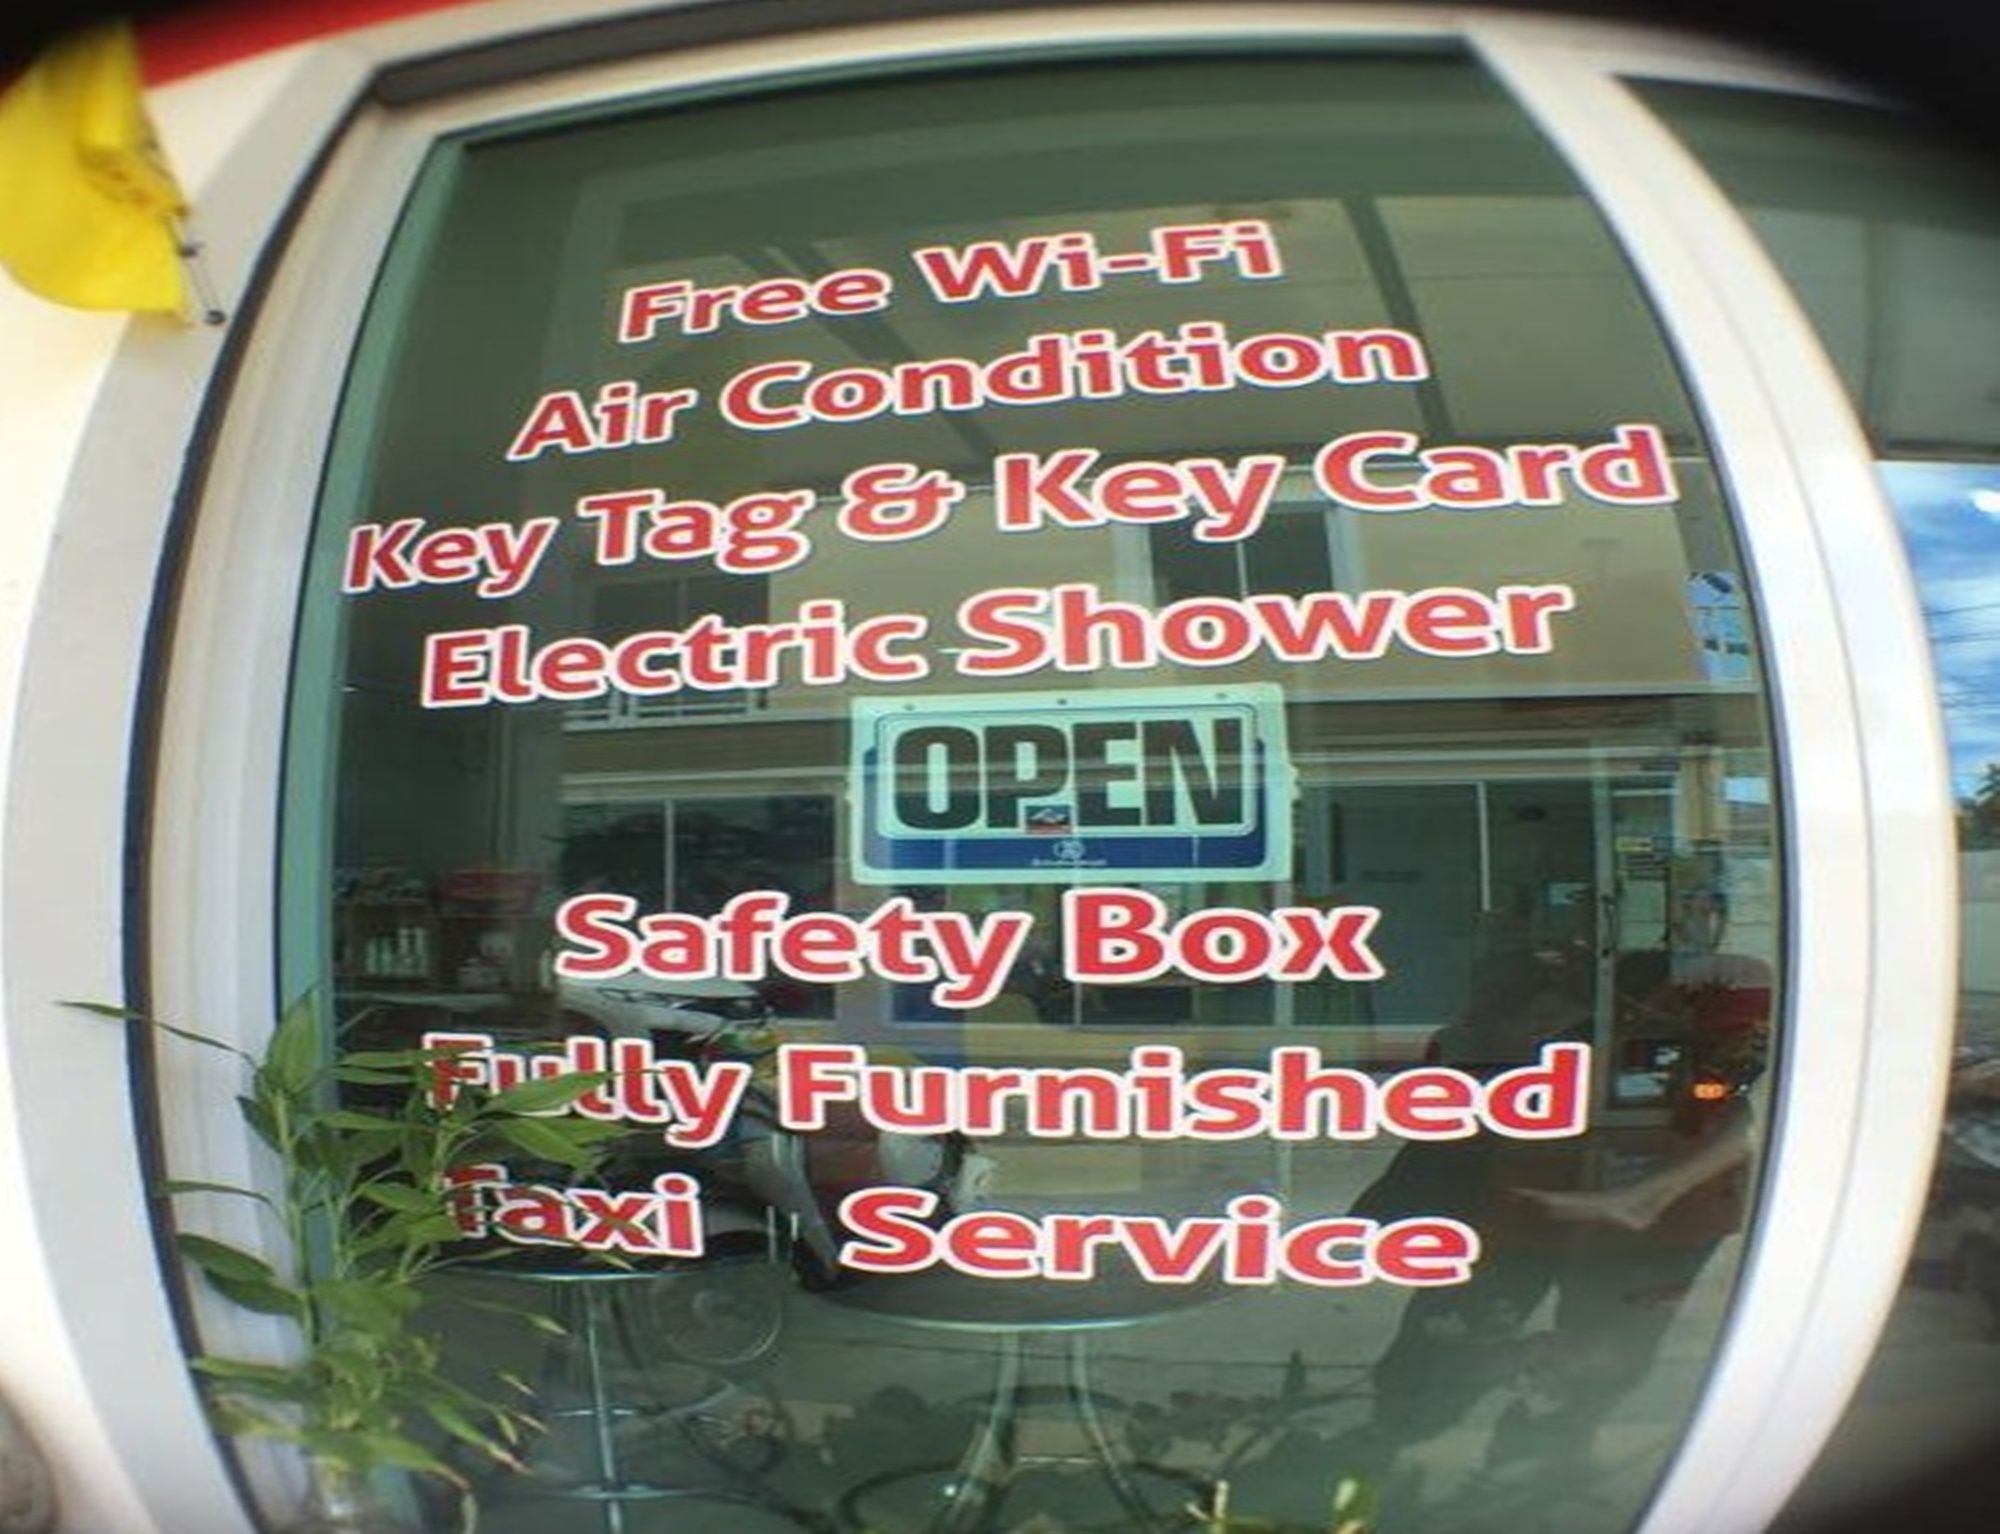 Free Wi-Fi
Air Condition
Key Tag & Key Card
Electric Shower
OPEN
Safety Box
Fully Furnished
Taxi Service